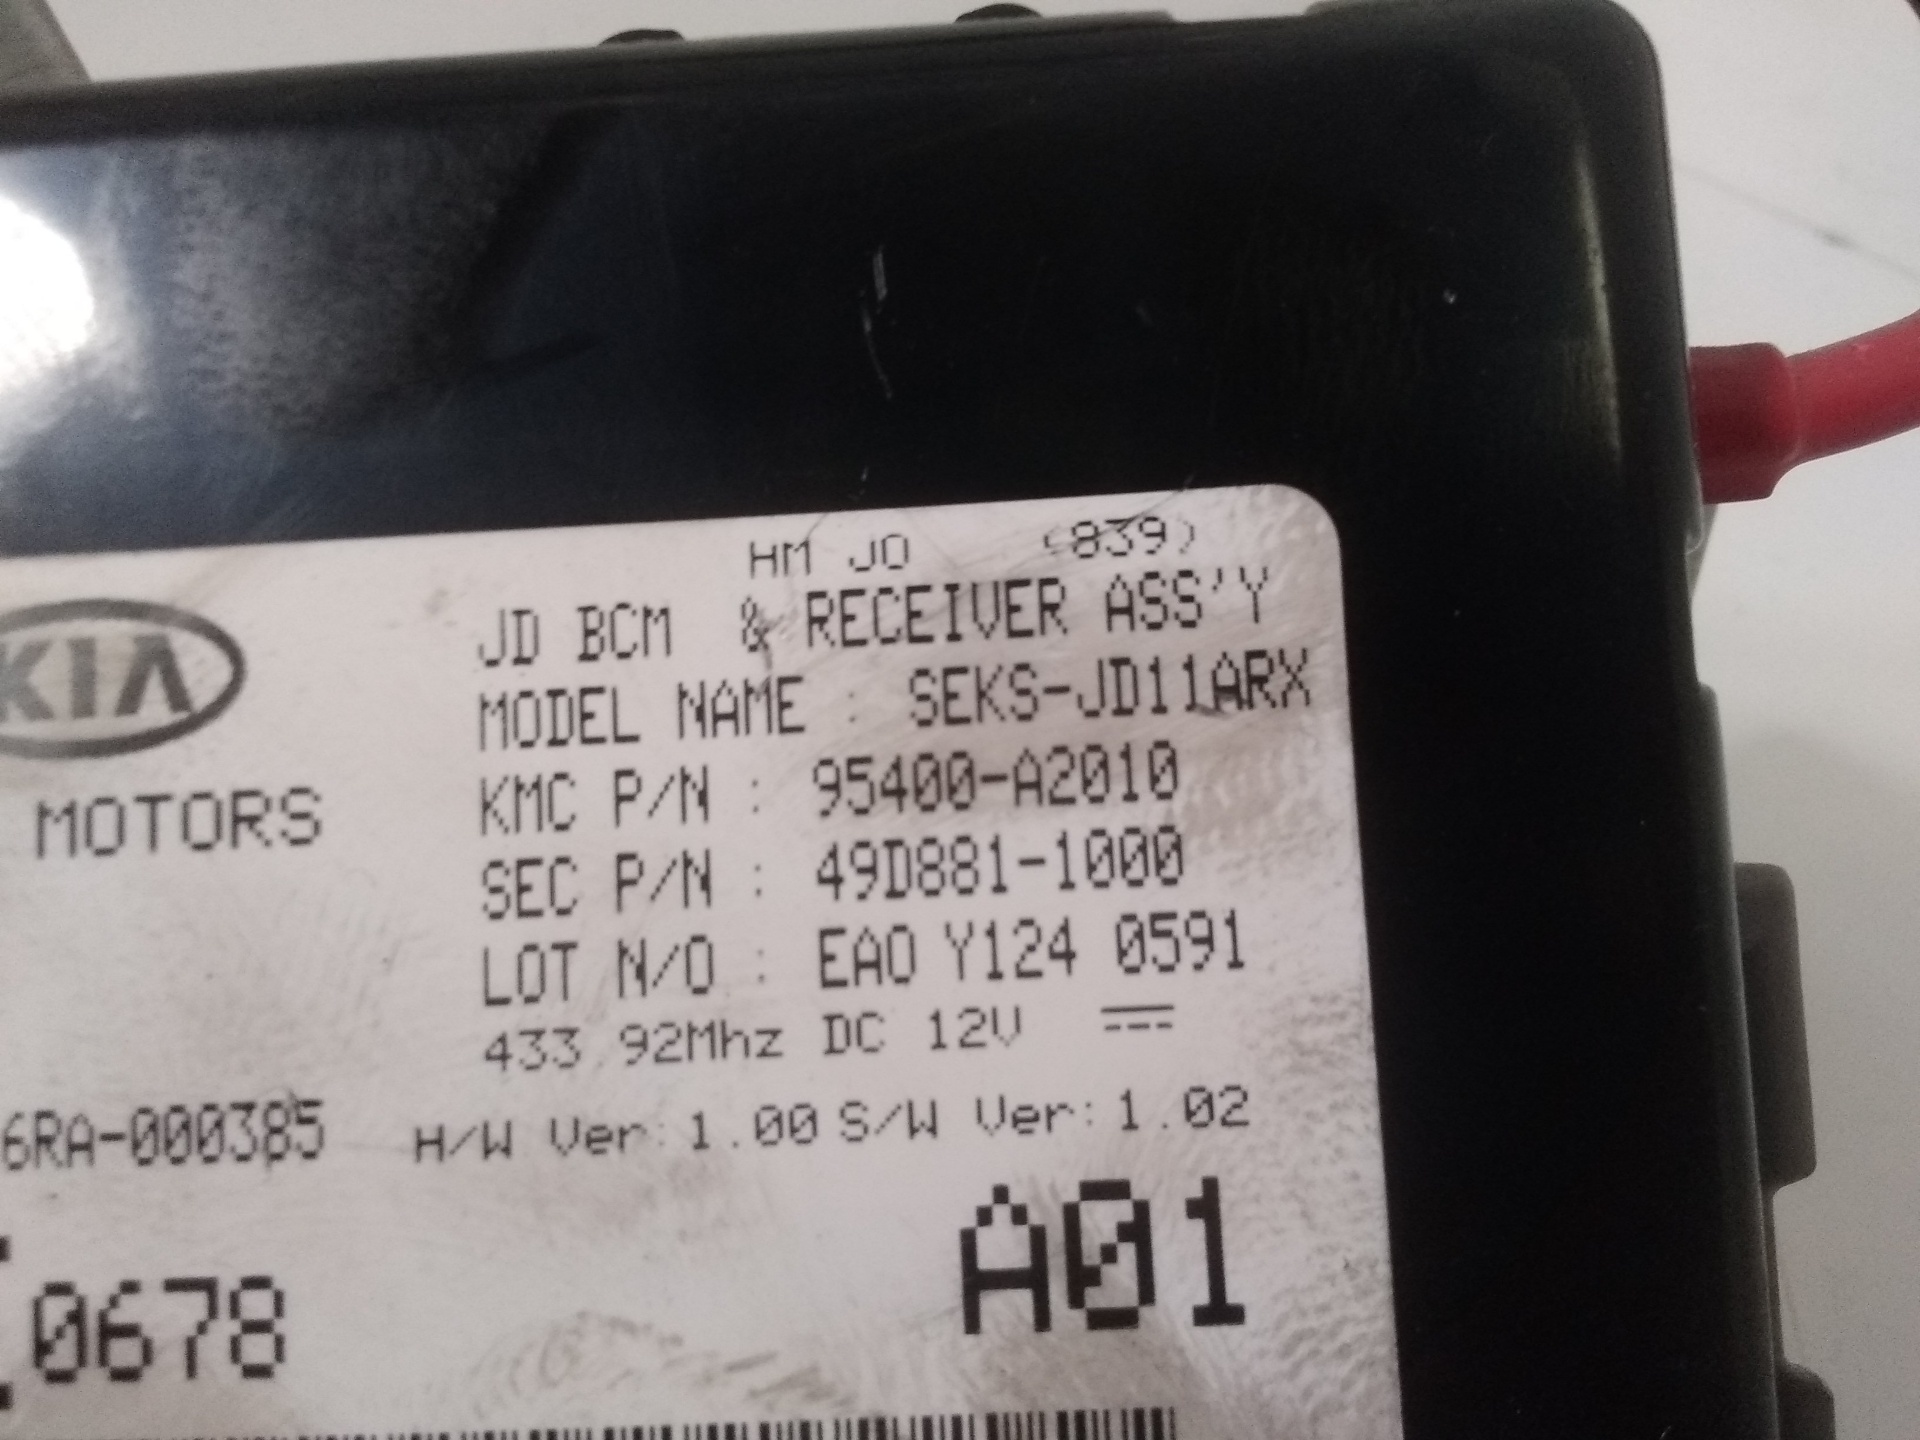 HM JO (839)
JD BCM & RECEIVER ASS'Y
KIA
MODEL NAME : SEKS-JD11ARX
MOTORS
KMC P/N : 95400-A2010
SEC P/N : 49D881-1000
LOT N/O : EAO Y124 0591
433.92Mhz DC 12V
6RA-000385
H/W Ver: 1.00 S/W Ver: 1.02
A01
0678